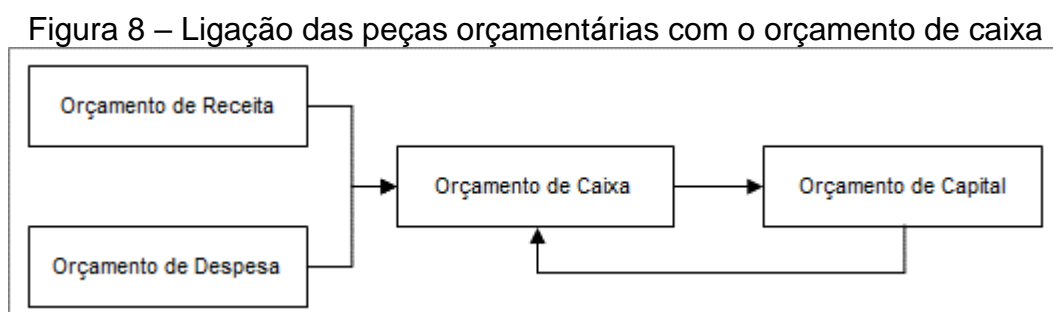 Figura 8 – Ligação das peças orçamentárias com o orçamento de caixa
Orçamento de Receita
Orçamento de Caixa
Orçamento de Capital
Orçamento de Despesa